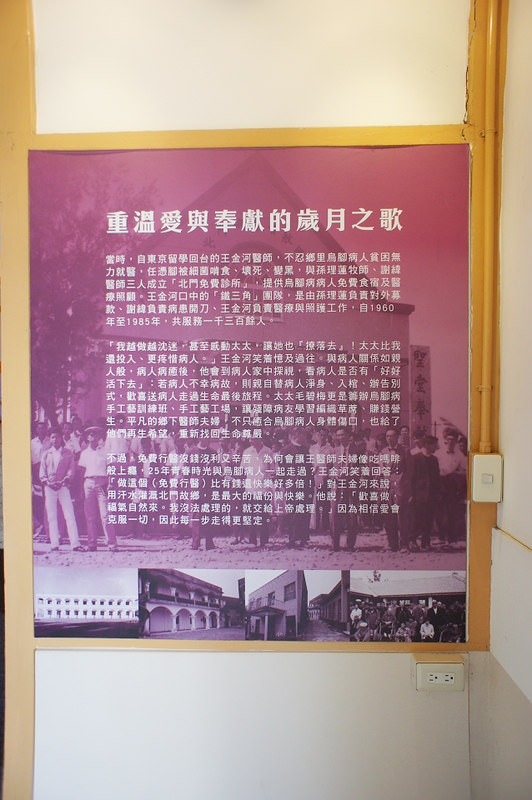 重溫愛與奉獻的歲月之歌
當時，自東京留學回台的王金河醫師，不忍鄉里烏腳病人貧困無
力就醫，任憑腳被細菌啃食、壞死、變黑，與孫理蓮牧師、謝緯
醫師三人成立「北門免費診所」，提供烏腳病病人免費食宿及醫
療照顧。王金河口中的「鐵三角」團隊，是由孫理蓮負責對外募
款、謝緯負責病患開刀、王金河負責醫療與照護工作，自1960
年至1985年，共服務一千三百餘人。
「我越做越沈迷，甚至感動太太，讓她也『撩落去』！太太比我
還投入、更疼惜病人。」王金河笑著憶及過往。與病人關係如親
人般，病人病癒後，他會到病人家中探視，看病人是否有「好好
活下去」；若病人不幸病故，則親自替病人淨身、入棺、辦告別
式，歡喜送病人走過生命最後旅程。太太毛碧梅更是籌辦烏腳病
手工藝訓練班、手工藝工場，讓殘障病友學習編織草蓆、賺錢營
生。平凡的鄉下醫師夫婦，不只癒合烏腳病人身體傷口，也給了
他們再生希望，重新找回生命尊嚴。
不過，免費行醫沒錢沒利又辛苦，為何會讓王醫師夫婦像吃嗎啡
般上癮，25年青春時光與烏腳病人一起走過？王金河笑著回答：
「做這個（免費行醫）比有錢還快樂好多倍！」對王金河來說，
用汗水灌溉北門故鄉，是最大的福份與快樂。他說：「歡喜做，
福氣自然來。我沒法處理的，就交給上帝處理。」因為相信愛會
克服一切，因此每一步走得更堅定。